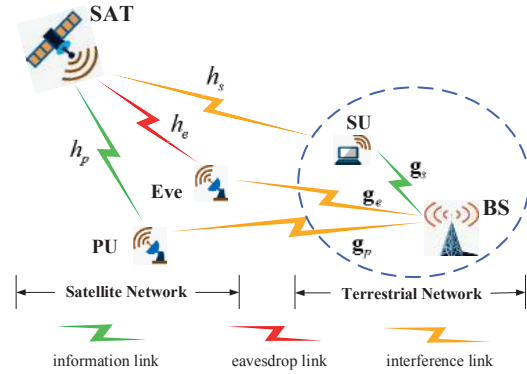 SAT
h_s
SU
h_e
h_p
g_s
Eve
g_e
BS
PU
g_p
Satellite Network
Terrestrial Network
information link
eavesdrop link
interference link